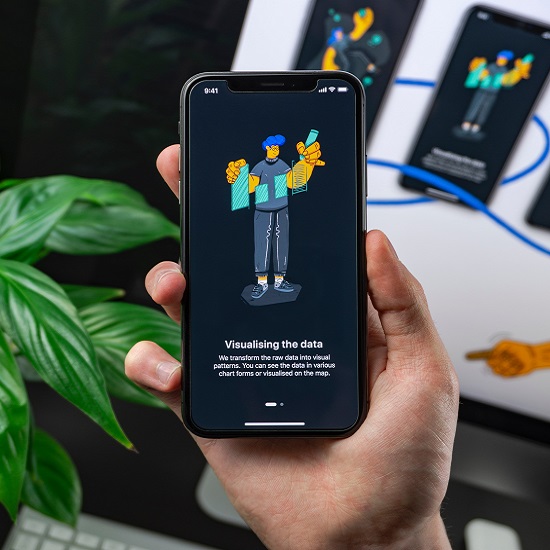 9:41
Visualising the data
We transform the raw data into visual
patterns. You can see the data in various
chart forms or visualised on the map.